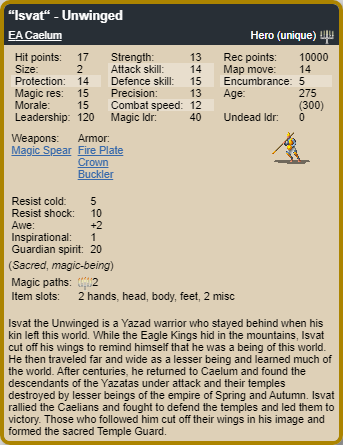 “Isvat“ - Unwinged
EA Caelum Hero (unique)
Hit points: 17 Strength: 13 Rec points: 10000
Size: 2 Attack skill: 14 Map move: 14
Protection: 14 Defence skill: 15 Encumbrance: 5
Magic res: 15 Precision: 13 Age: 275
Morale: 15 Combat speed: 12 (300)
Leadership: 120 Magic ldr: 40 Undead ldr: 0
Weapons: Armor:
Magic Spear Fire Plate
Crown
Buckler
Resist cold: 5
Resist shock: 10
Awe: +2
Inspirational: 1
Guardian spirit: 20
(Sacred, magic-being)
Magic paths: 2
Item slots: 2 hands, head, body, feet, 2 misc
Isvat the Unwinged is a Yazad warrior who stayed behind when his
kin left this world. While the Eagle Kings hid in the mountains, Isvat
cut off his wings to remind himself that he was a being of this world.
He then traveled far and wide as a lesser being and learned much of
the world. After centuries, he returned to Caelum and found the
descendants of the Yazatas under attack and their temples
destroyed by lesser beings of the empire of Spring and Autumn. Isvat
rallied the Caelians and fought to defend the temples and led them to
victory. Those who followed him cut off their wings in his image and
formed the sacred Temple Guard.